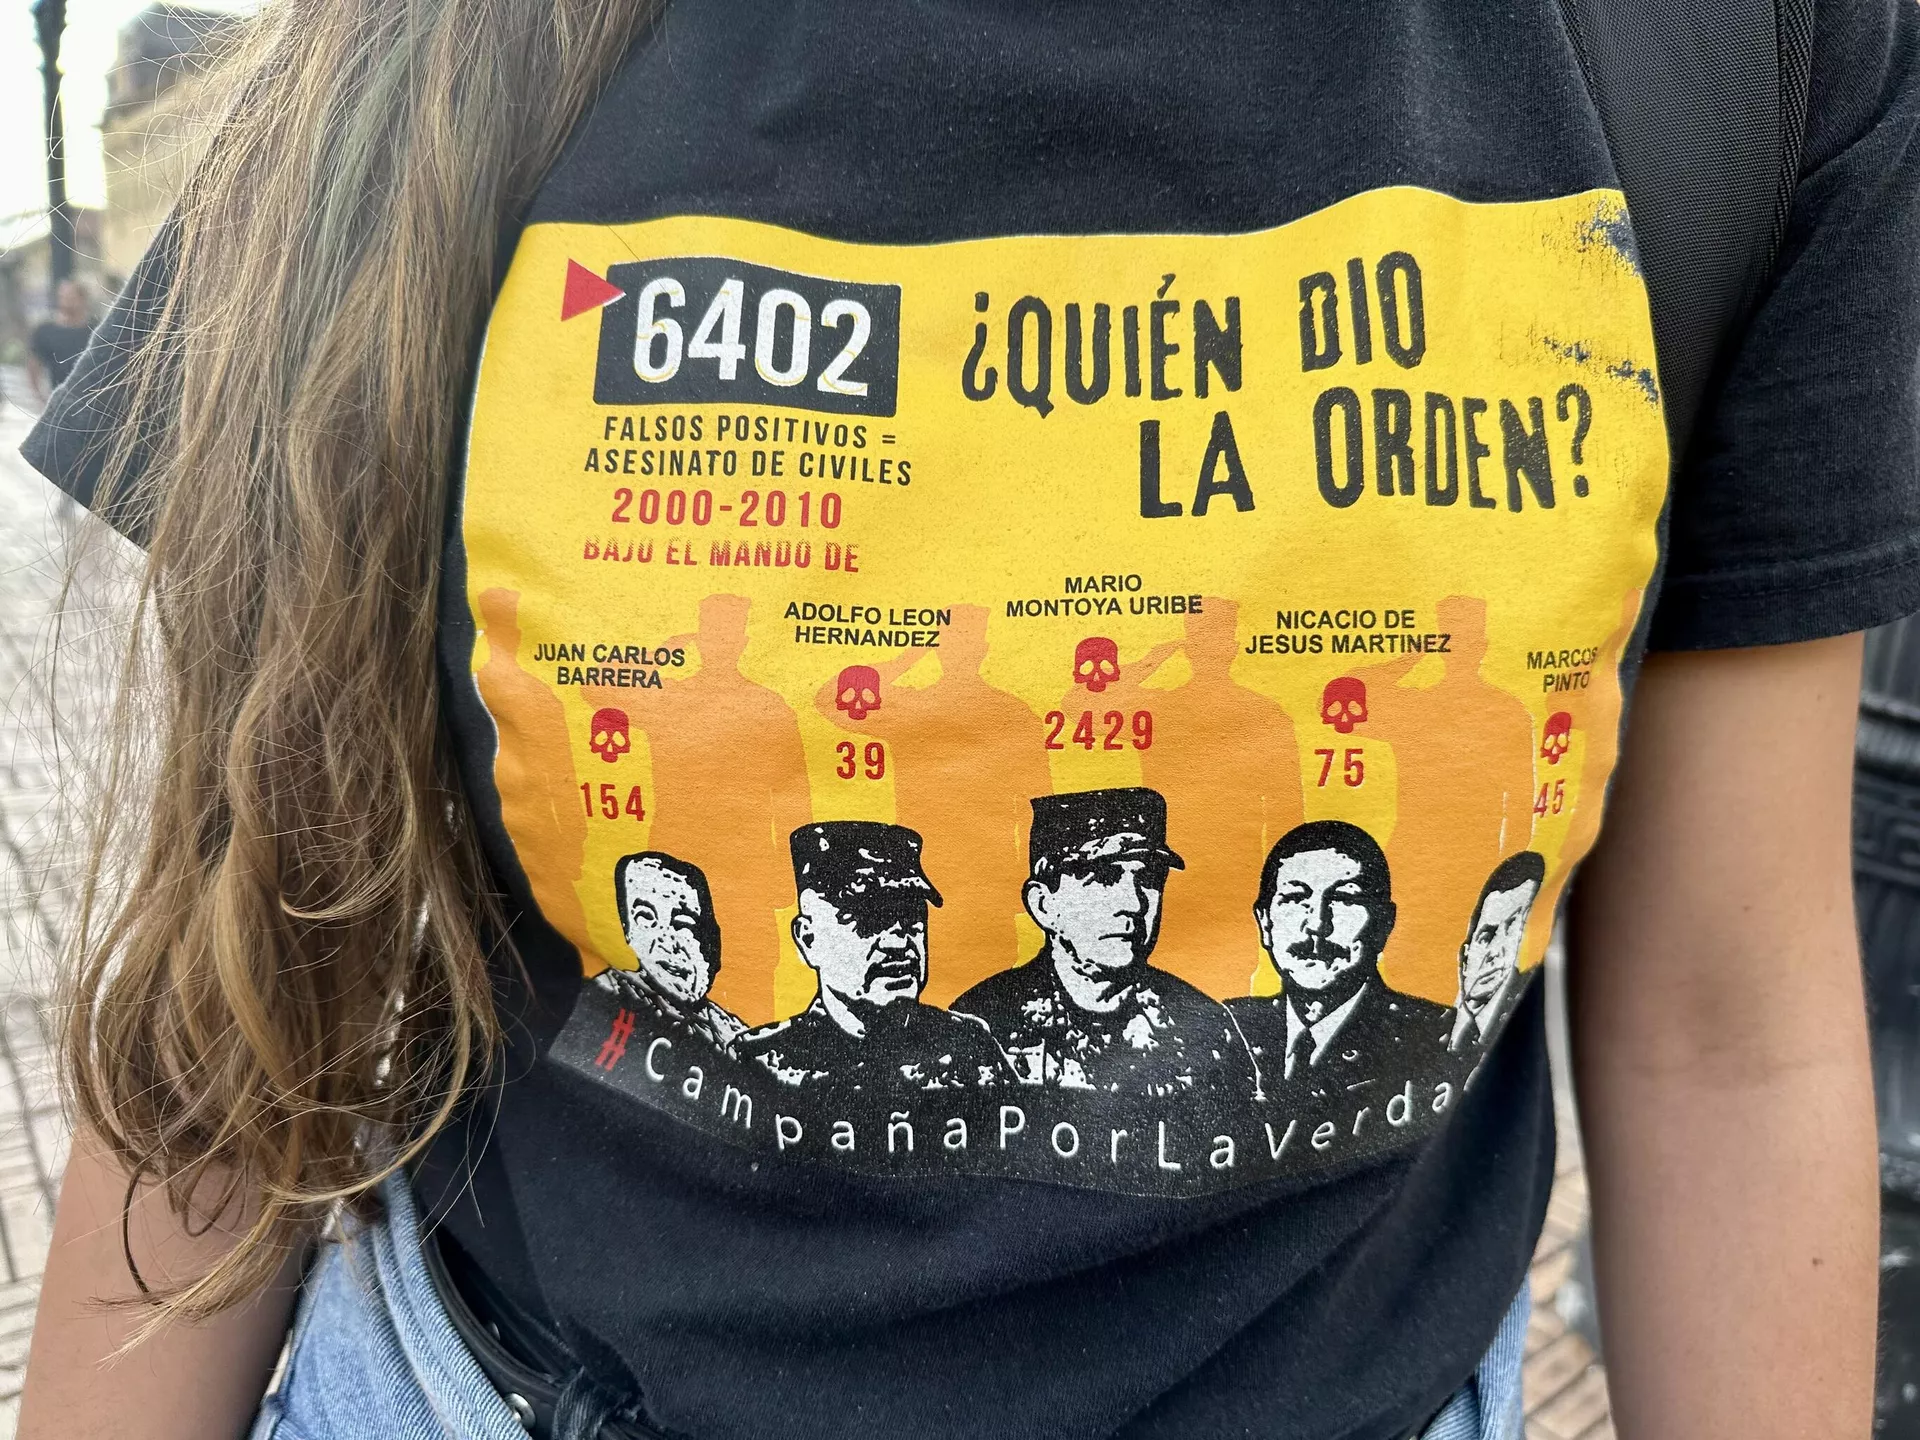 6402
FALSOS POSITIVOS =
ASESINATO DE CIVILES
2000-2010
BAJO EL MANDO DE
¿QUIÉN DIO
LA ORDEN?
JUAN CARLOS
BARRERA
154
ADOLFO LEON
HERNANDEZ
39
MARIO
MONTOYA URIBE
2429
NICACIO DE
JESUS MARTINEZ
75
MARCOS
PINTO
45
#CampañaPorLaVerda